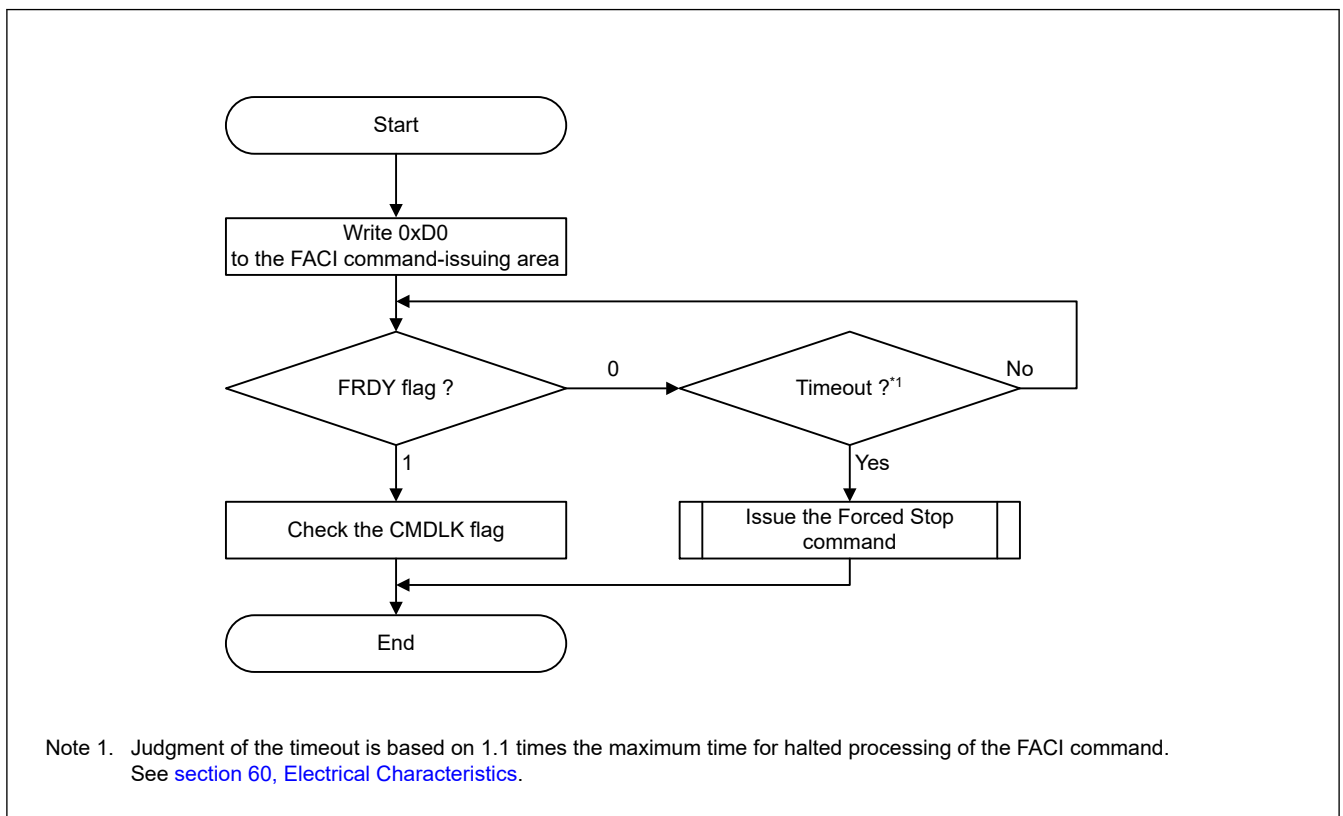 Start
Write 0xD0
to the FACI command-issuing area
FRDY flag ?
0
Timeout ?*1
No
1
Yes
Check the CMDLK flag
Issue the Forced Stop
command
End
Note 1. Judgment of the timeout is based on 1.1 times the maximum time for halted processing of the FACI command.
See section 60, Electrical Characteristics.